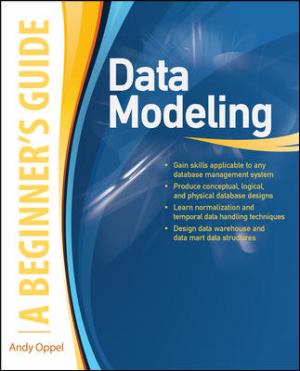 A BEGINNER'S GUIDE
Data
Modeling
• Gain skills applicable to any
database management system
• Produce conceptual, logical,
and physical database designs
• Learn normalization and
temporal data handling techniques
• Design data warehouse and
data mart data structures
Andy Oppel